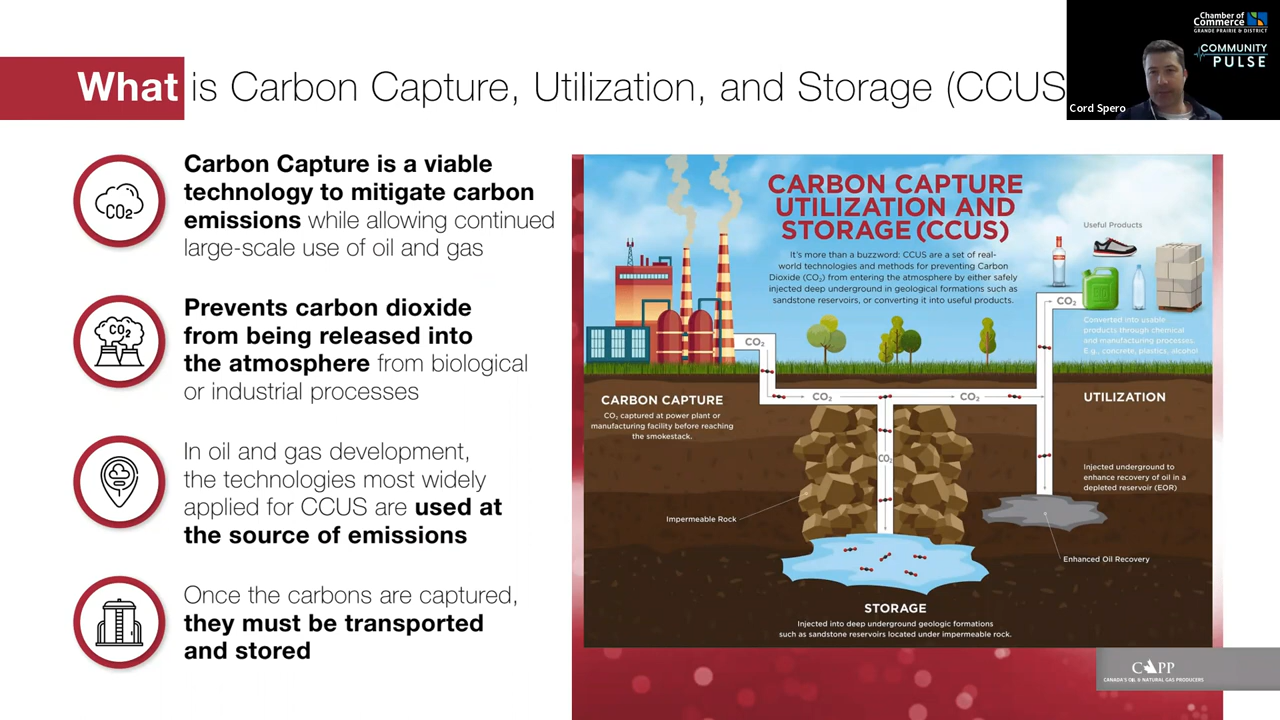 Chamber of
Commerce
GRANDE PRAIRIE & DISTRICT
COMMUNITY
PULSE
Cord Spero
What is Carbon Capture, Utilization, and Storage (CCUS
CO2
Carbon Capture is a viable
technology to mitigate carbon
emissions while allowing continued
large-scale use of oil and gas
CO2
Prevents carbon dioxide
from being released into
the atmosphere from biological
or industrial processes
In oil and gas development,
the technologies most widely
applied for CCUS are used at
the source of emissions
Once the carbons are captured,
they must be transported
and stored
CARBON CAPTURE
UTILIZATION AND
STORAGE (CCUS)
It's more than a buzzword: CCUS are a set of real-
world technologies and methods for preventing Carbon
Dioxide (CO₂) from entering the atmosphere by either safely
injected deep underground in geological formations such as
sandstone reservoirs, or converting it into useful products.
Useful Products
CO₂
Converted into usable
products through chemical
and manufacturing processes.
E.g., concrete, plastics, alcohol
CO₂
CO₂
CO₂
CARBON CAPTURE
CO₂ captured at power plant or
manufacturing facility before reaching
the smokestack.
UTILIZATION
CO₂
Injected underground to
enhance recovery of oil in a
depleted reservoir (EOR)
Impermeable Rock
Enhanced Oil Recovery
STORAGE
Injected into deep underground geologic formations
such as sandstone reservoirs located under impermeable rock.
CAPP
CANADA'S OIL & NATURAL GAS PRODUCERS